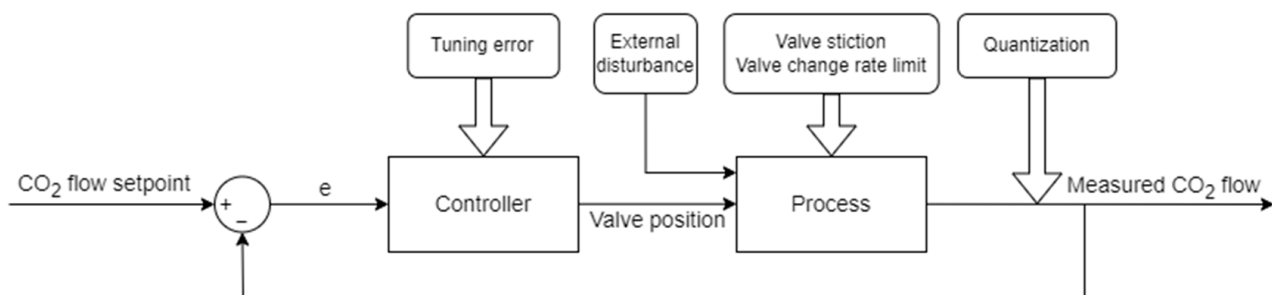 Tuning error
External
disturbance
Valve stiction
Valve change rate limit
Quantization
CO₂ flow setpoint
+
−
e
Controller
Valve position
Process
Measured CO₂ flow